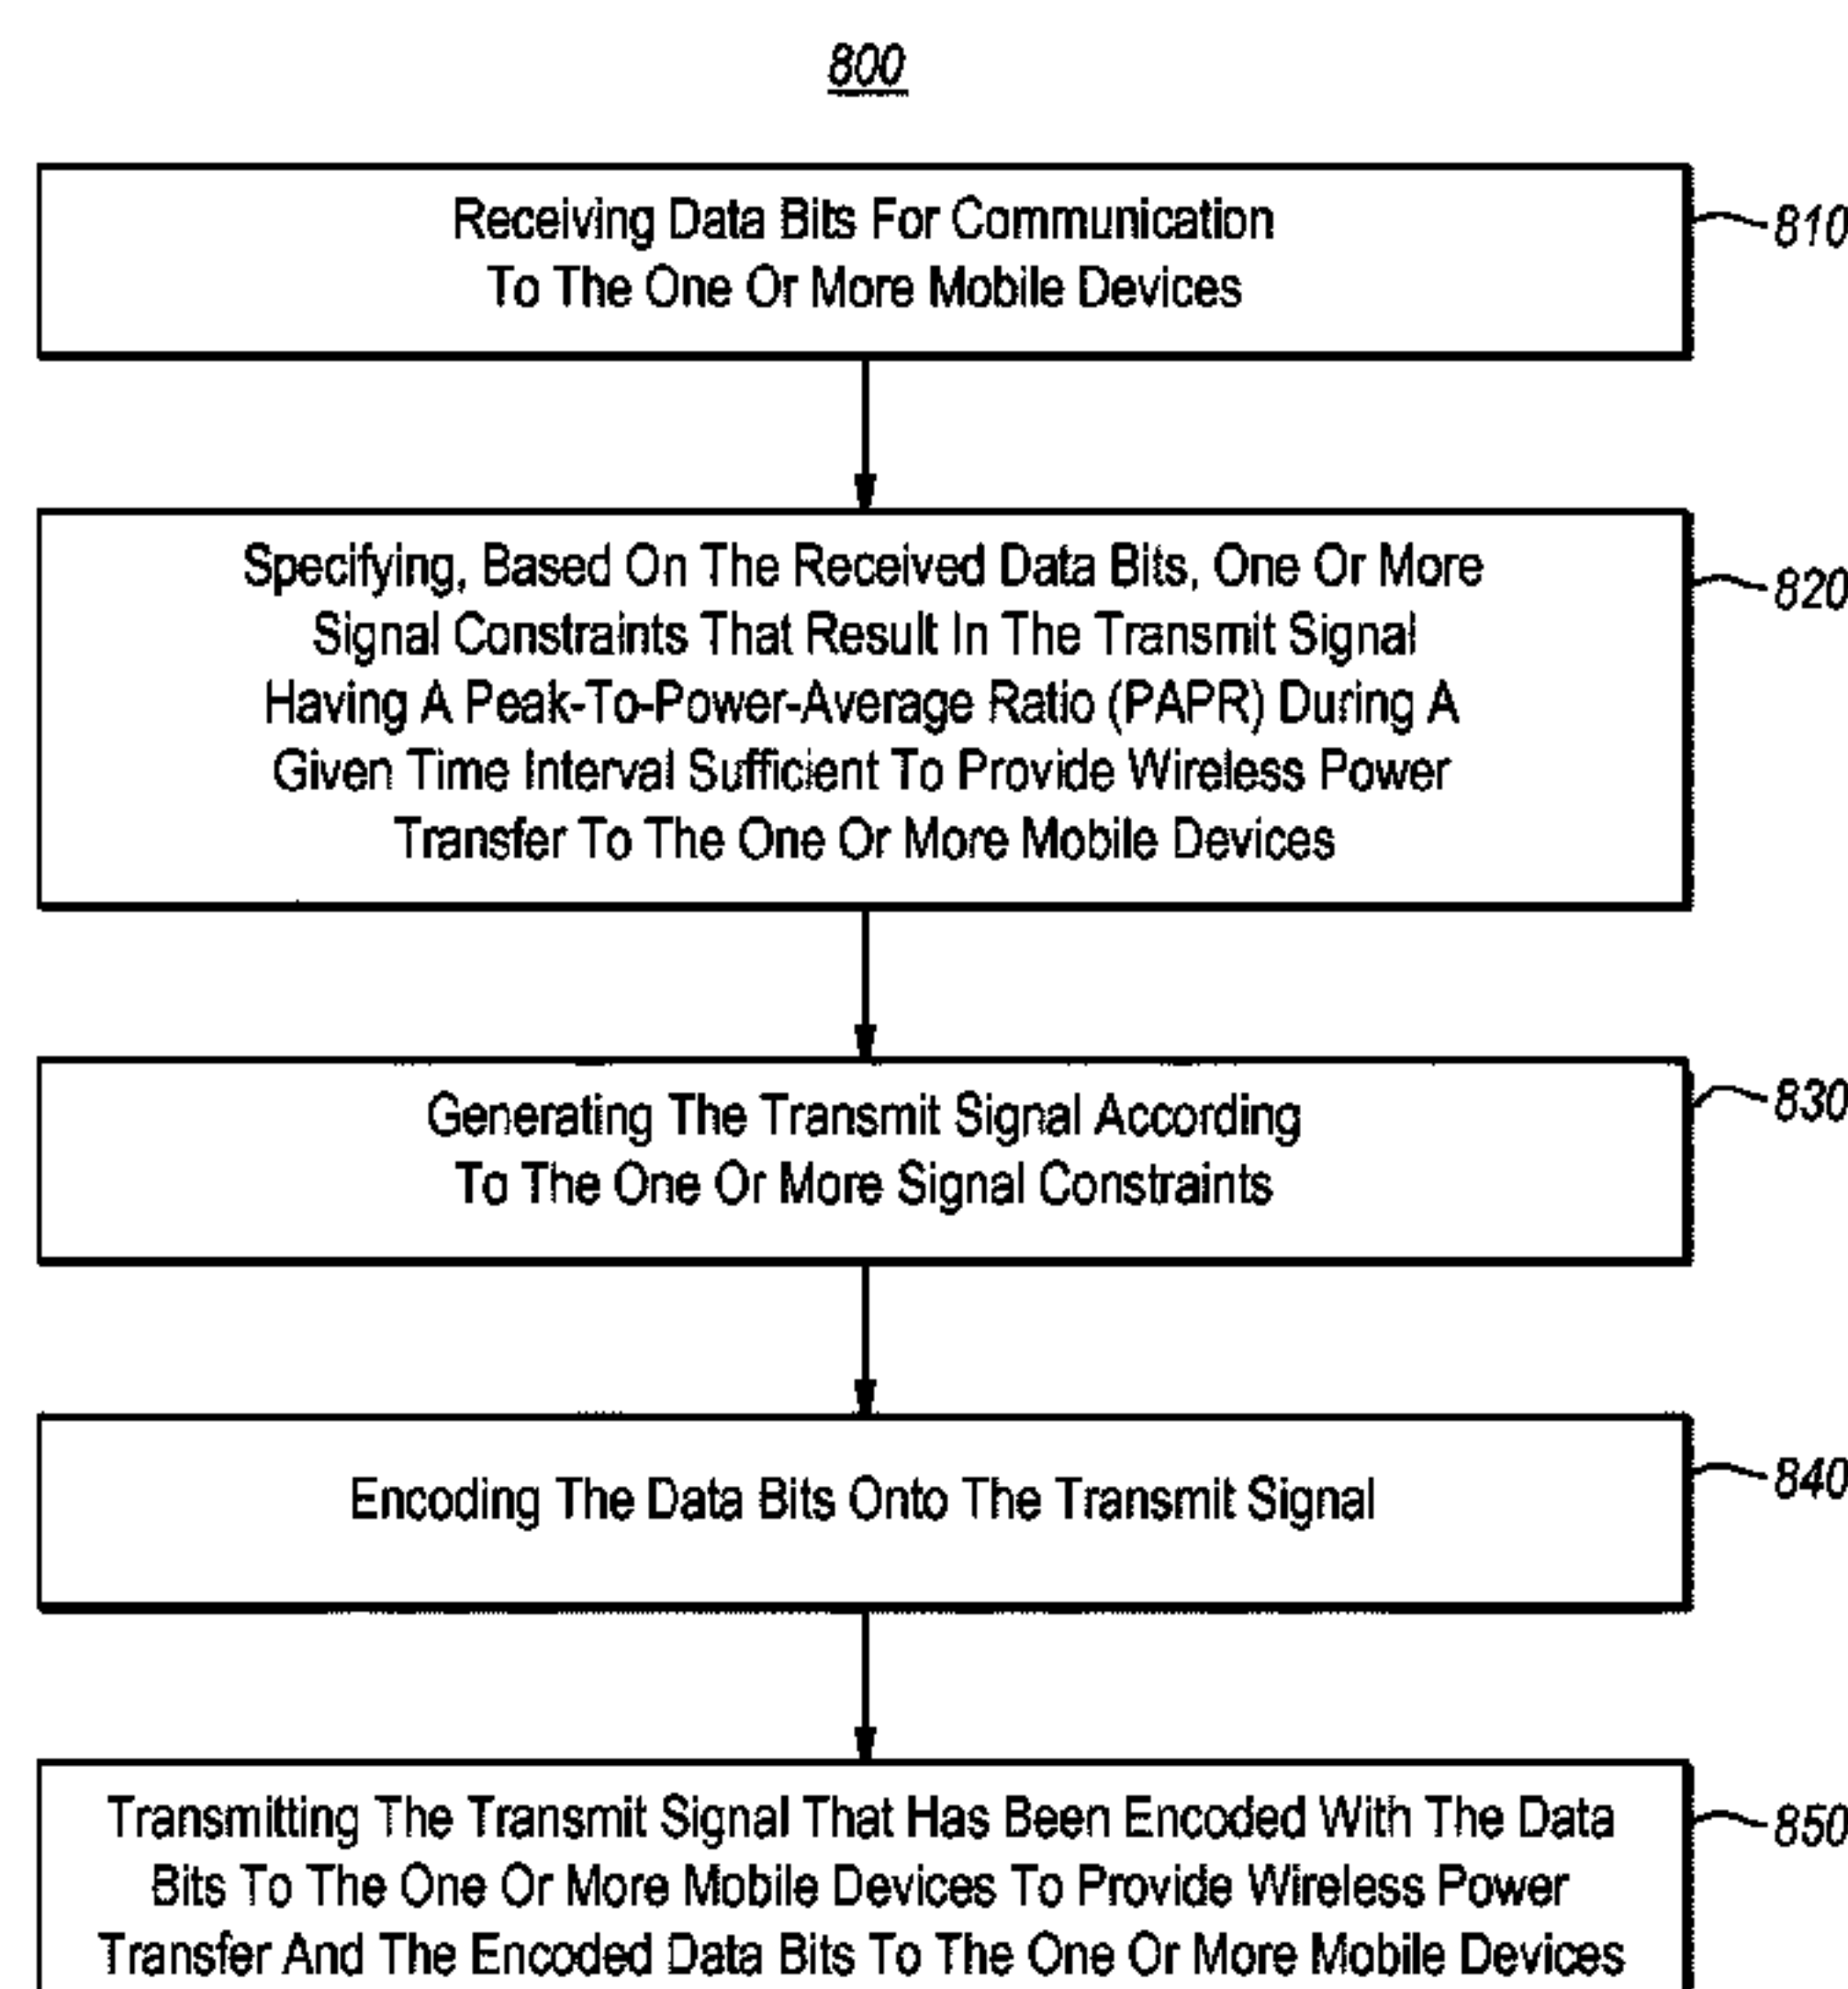 800
Receiving Data Bits For Communication
To The One Or More Mobile Devices
810
Specifying, Based On The Received Data Bits, One Or More
Signal Constraints That Result In The Transmit Signal
Having A Peak-To-Power-Average Ratio (PAPR) During A
Given Time Interval Sufficient To Provide Wireless Power
Transfer To The One Or More Mobile Devices
820
Generating The Transmit Signal According
To The One Or More Signal Constraints
830
Encoding The Data Bits Onto The Transmit Signal
840
Transmitting The Transmit Signal That Has Been Encoded With The Data
Bits To The One Or More Mobile Devices To Provide Wireless Power
Transfer And The Encoded Data Bits To The One Or More Mobile Devices
850